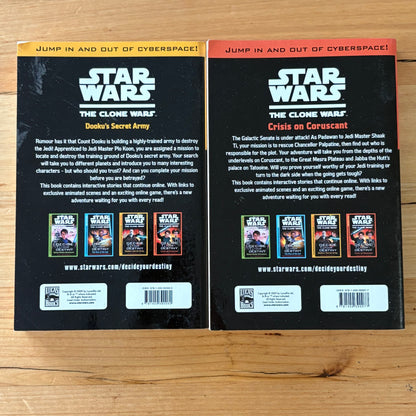 JUMP IN AND OUT OF CYBERSPACE!
STAR
WARS
THE CLONE WARS
Dooku's Secret Army
Rumour has it that Count Dooku is building a highly-trained army to destroy
the Jedi! Apprenticed to Jedi Master Plo Koon, you are assigned a mission to
locate and destroy the training ground of Dooku's secret army. Your search
will take you to different planets and introduce you to many interesting
characters - but who should you trust? And can you complete your mission
before you are betrayed?
This book contains interactive stories that continue online. With links to
exclusive animated scenes and an exciting online game, there's a new
adventure waiting for you with every read!
www.starwars.com/decideyourdestiny
JUMP IN AND OUT OF CYBERSPACE!
STAR
WARS
THE CLONE WARS
Crisis on Coruscant
The Galactic Senate is under attack! As Padawan to Jedi Master Shaak
Ti, your mission is to rescue Chancellor Palpatine, then find out who is
responsible for the plot. Your adventure will take you from the depths of the
underlevels on Coruscant, to the Great Mesra Plateau and Jabba the Hutt's
palace on Tatooine. Will you prove yourself worthy of your Jedi training or
turn to the dark side when the going gets tough?
This book contains interactive stories that continue online. With links to
exclusive animated scenes and an exciting online game, there's a new
adventure waiting for you with every read!
www.starwars.com/decideyourdestiny